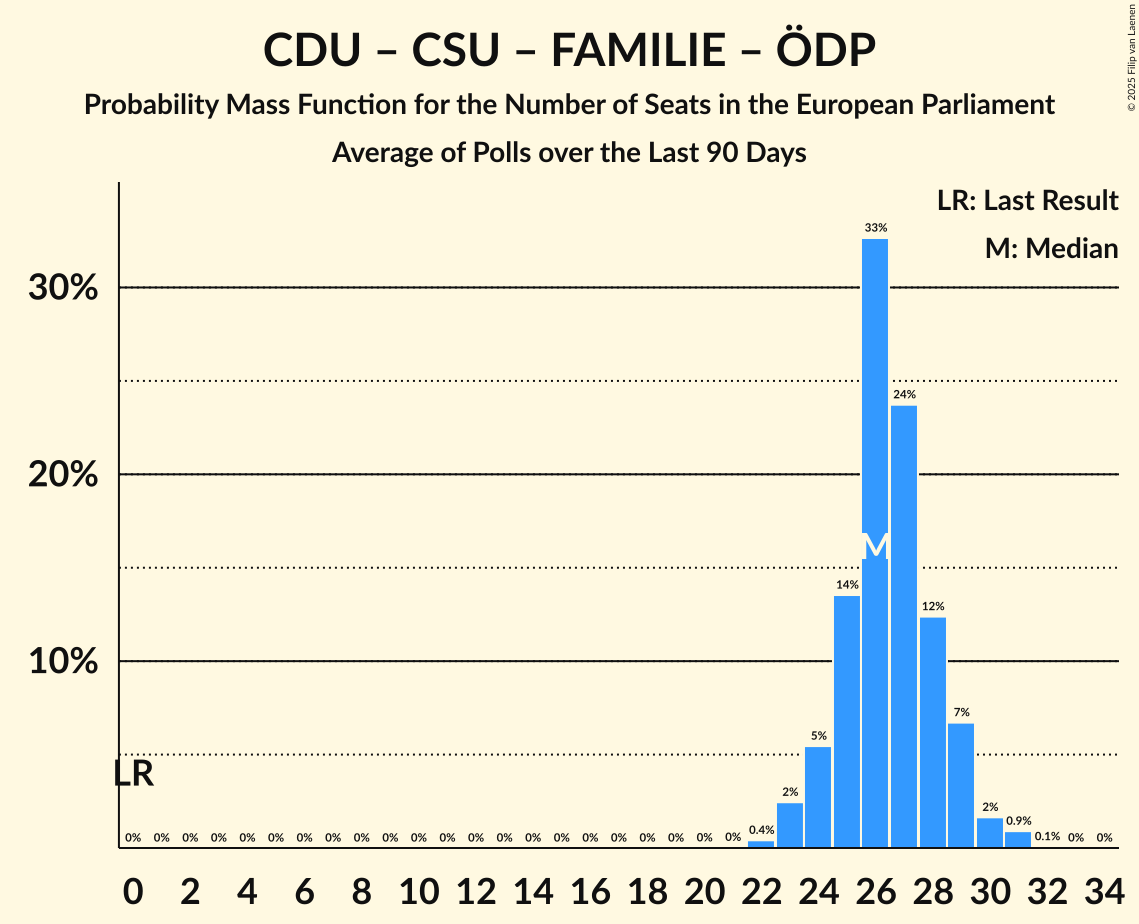 CDU – CSU – FAMILIE – ÖDP
Probability Mass Function for the Number of Seats in the European Parliament
Average of Polls over the Last 90 Days
© 2025 Filip van Laenen
LR: Last Result
M: Median
30%
20%
10%
33%
24%
14%
12%
7%
5%
2%
2%
0.9%
0.4%
0.1%
M
LR
0% 0% 0% 0% 0% 0% 0% 0% 0% 0% 0% 0% 0% 0% 0% 0% 0% 0% 0% 0% 0% 0% 0% 0%
0 2 4 6 8 10 12 14 16 18 20 22 24 26 28 30 32 34